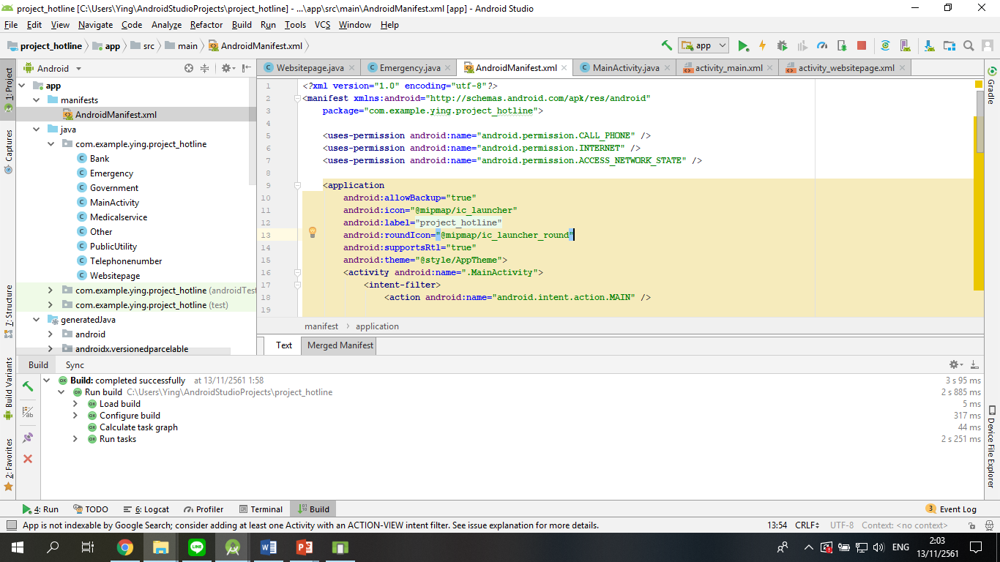 project_hotline [C:\Users\Ying\AndroidStudioProjects\project_hotline] - ...\app\src\main\AndroidManifest.xml [app] - Android Studio
File Edit View Navigate Code Analyze Refactor Build Run Tools VCS Window Help
project_hotline app src main AndroidManifest.xml
app
Android
Websitepage.java Emergency.java AndroidManifest.xml MainActivity.java activity_main.xml activity_websitepage.xml
1: Project
Captures
7: Structure
Build Variants
2: Favorites
app
manifests
AndroidManifest.xml
java
com.example.ying.project_hotline
Bank
Emergency
Government
MainActivity
Medicalservice
Other
PublicUtility
Telephonenumber
Websitepage
com.example.ying.project_hotline (androidTest
com.example.ying.project_hotline (test)
generatedJava
android
androidx.versionedparcelable
1 <?xml version="1.0" encoding="utf-8"?>
2 <manifest xmlns:android="http://schemas.android.com/apk/res/android"
3 package="com.example.ying.project_hotline">
4
5 <uses-permission android:name="android.permission.CALL_PHONE" />
6 <uses-permission android:name="android.permission.INTERNET" />
7 <uses-permission android:name="android.permission.ACCESS_NETWORK_STATE" />
8
9 <application
10 android:allowBackup="true"
11 android:icon="@mipmap/ic_launcher"
12 android:label="project_hotline"
13 android:roundIcon="@mipmap/ic_launcher_round"
14 android:supportsRtl="true"
15 android:theme="@style/AppTheme">
16 <activity android:name=".MainActivity">
17 <intent-filter>
18 <action android:name="android.intent.action.MAIN" />
19
manifest application
Text Merged Manifest
Gradle
Device File Explorer
Build Sync
Build: completed successfully at 13/11/2561 1:58 3 s 95 ms
Run build C:\Users\Ying\AndroidStudioProjects\project_hotline 2 s 885 ms
Load build 5 ms
Configure build 317 ms
Calculate task graph 44 ms
Run tasks 2 s 251 ms
4: Run TODO 6: Logcat Profiler Terminal Build 3 Event Log
App is not indexable by Google Search; consider adding at least one Activity with an ACTION-VIEW intent filter. See issue explanation for more details. 13:54 CRLF UTF-8 Context: <no context>
LINE
ENG
2:03
13/11/2561